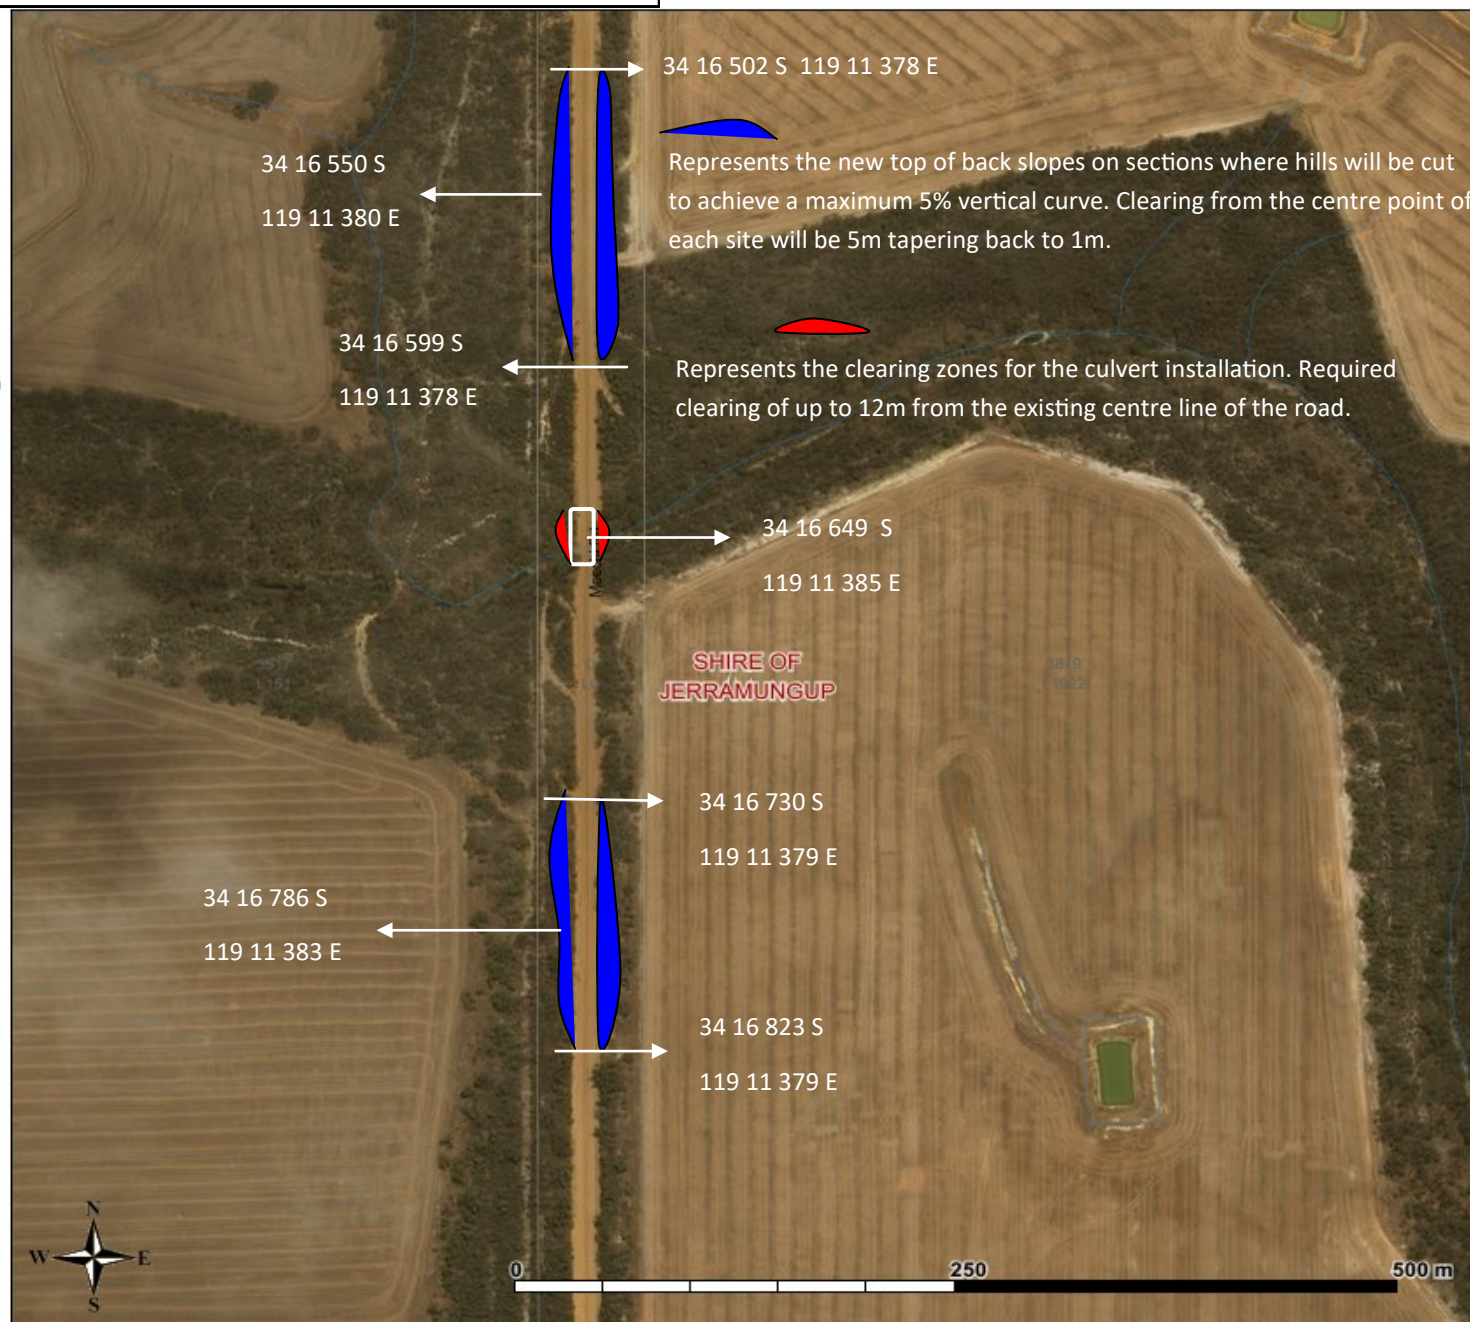 34 16 502 S  119 11 378 E
34 16 550 S
119 11 380 E
Represents the new top of back slopes on sections where hills will be cut
to achieve a maximum 5% vertical curve. Clearing from the centre point of
each site will be 5m tapering back to 1m.
34 16 599 S
119 11 378 E
Represents the clearing zones for the culvert installation. Required
clearing of up to 12m from the existing centre line of the road.
34 16 649  S
119 11 385 E
SHIRE OF
JERRAMUNGUP
34 16 730 S
119 11 379 E
34 16 786 S
119 11 383 E
34 16 823 S
119 11 379 E
N
W E
S
0 250 500 m